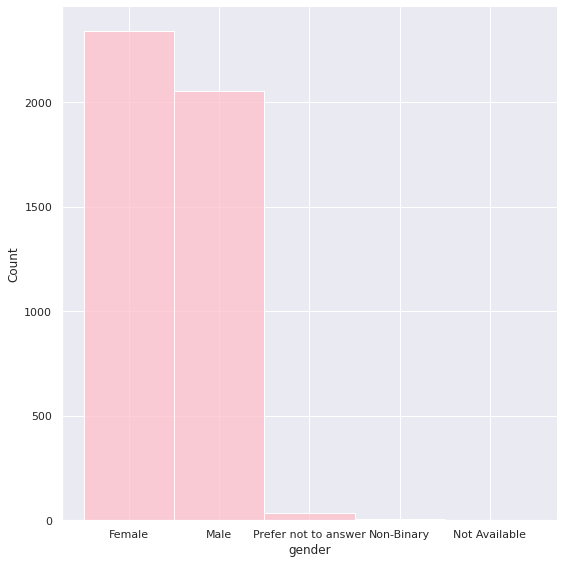 2000
1500
1000
500
0
Count
Female Male Prefer not to answer Non-Binary Not Available
gender